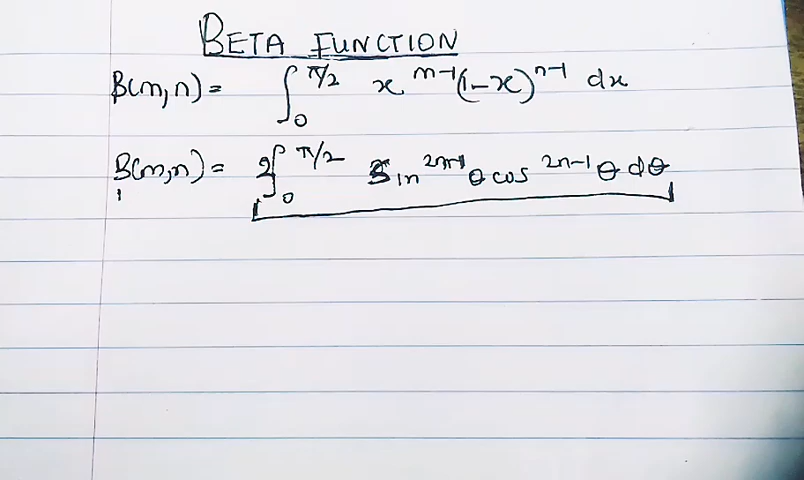 BETA FUNCTION
β(m,n) = ∫₀^π/2 x^m-1 (1-x)^n-1 dx
β(m,n) = 2∫₀^π/2 Sin^2m-1 θ cos^2n-1 θ dθ